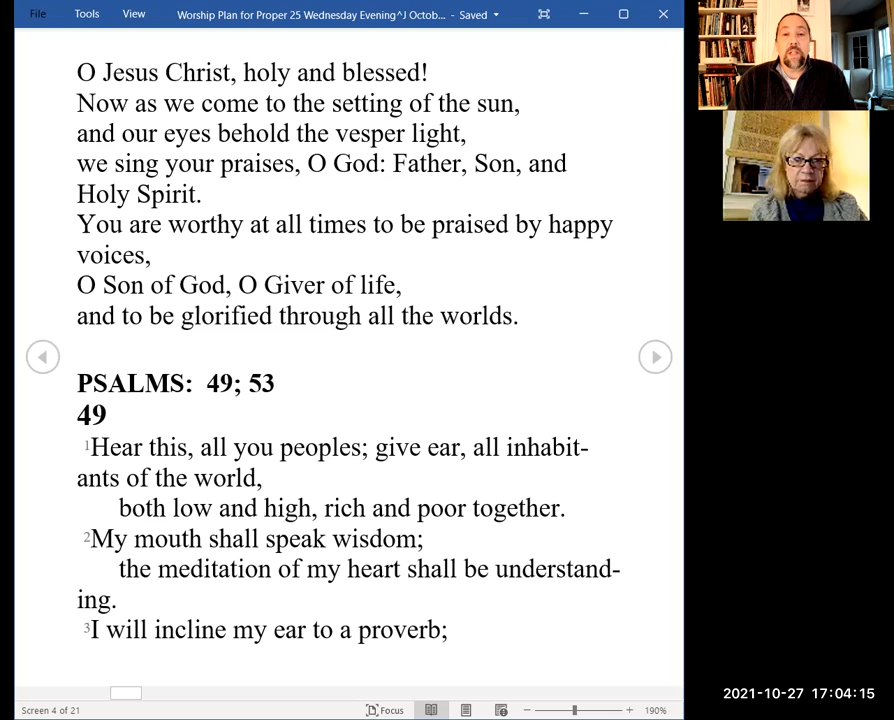 File Tools View Worship Plan for Proper 25 Wednesday Evening^J Octob... - Saved
O Jesus Christ, holy and blessed!
Now as we come to the setting of the sun,
and our eyes behold the vesper light,
we sing your praises, O God: Father, Son, and
Holy Spirit.
You are worthy at all times to be praised by happy
voices,
O Son of God, O Giver of life,
and to be glorified through all the worlds.
PSALMS: 49; 53
49
1Hear this, all you peoples; give ear, all inhabit-
ants of the world,
both low and high, rich and poor together.
2My mouth shall speak wisdom;
the meditation of my heart shall be understand-
ing.
3I will incline my ear to a proverb;
2021-10-27 17:04:15
Screen 4 of 21 Focus 190%